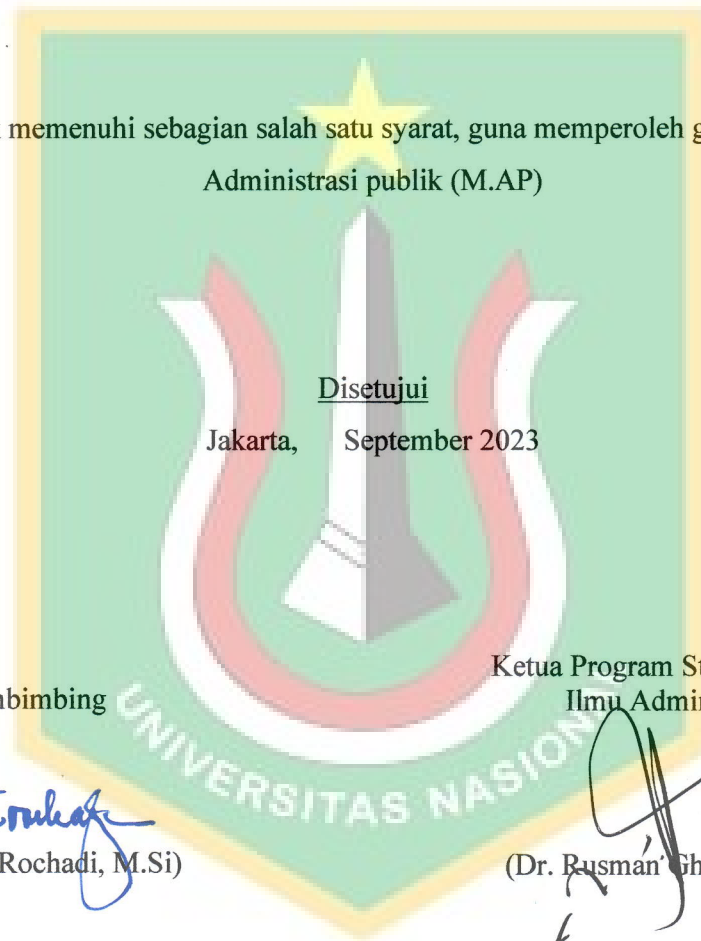 memenuhi sebagian salah satu syarat, guna memperoleh g
Administrasi publik (M.AP)
Disetujui
Jakarta, September 2023
Ketua Program St
nbimbing
Ilmu Admin
UNIVERSITAS NASIONAL
Rochadi, M.Si)
(Dr. Rusman Gh